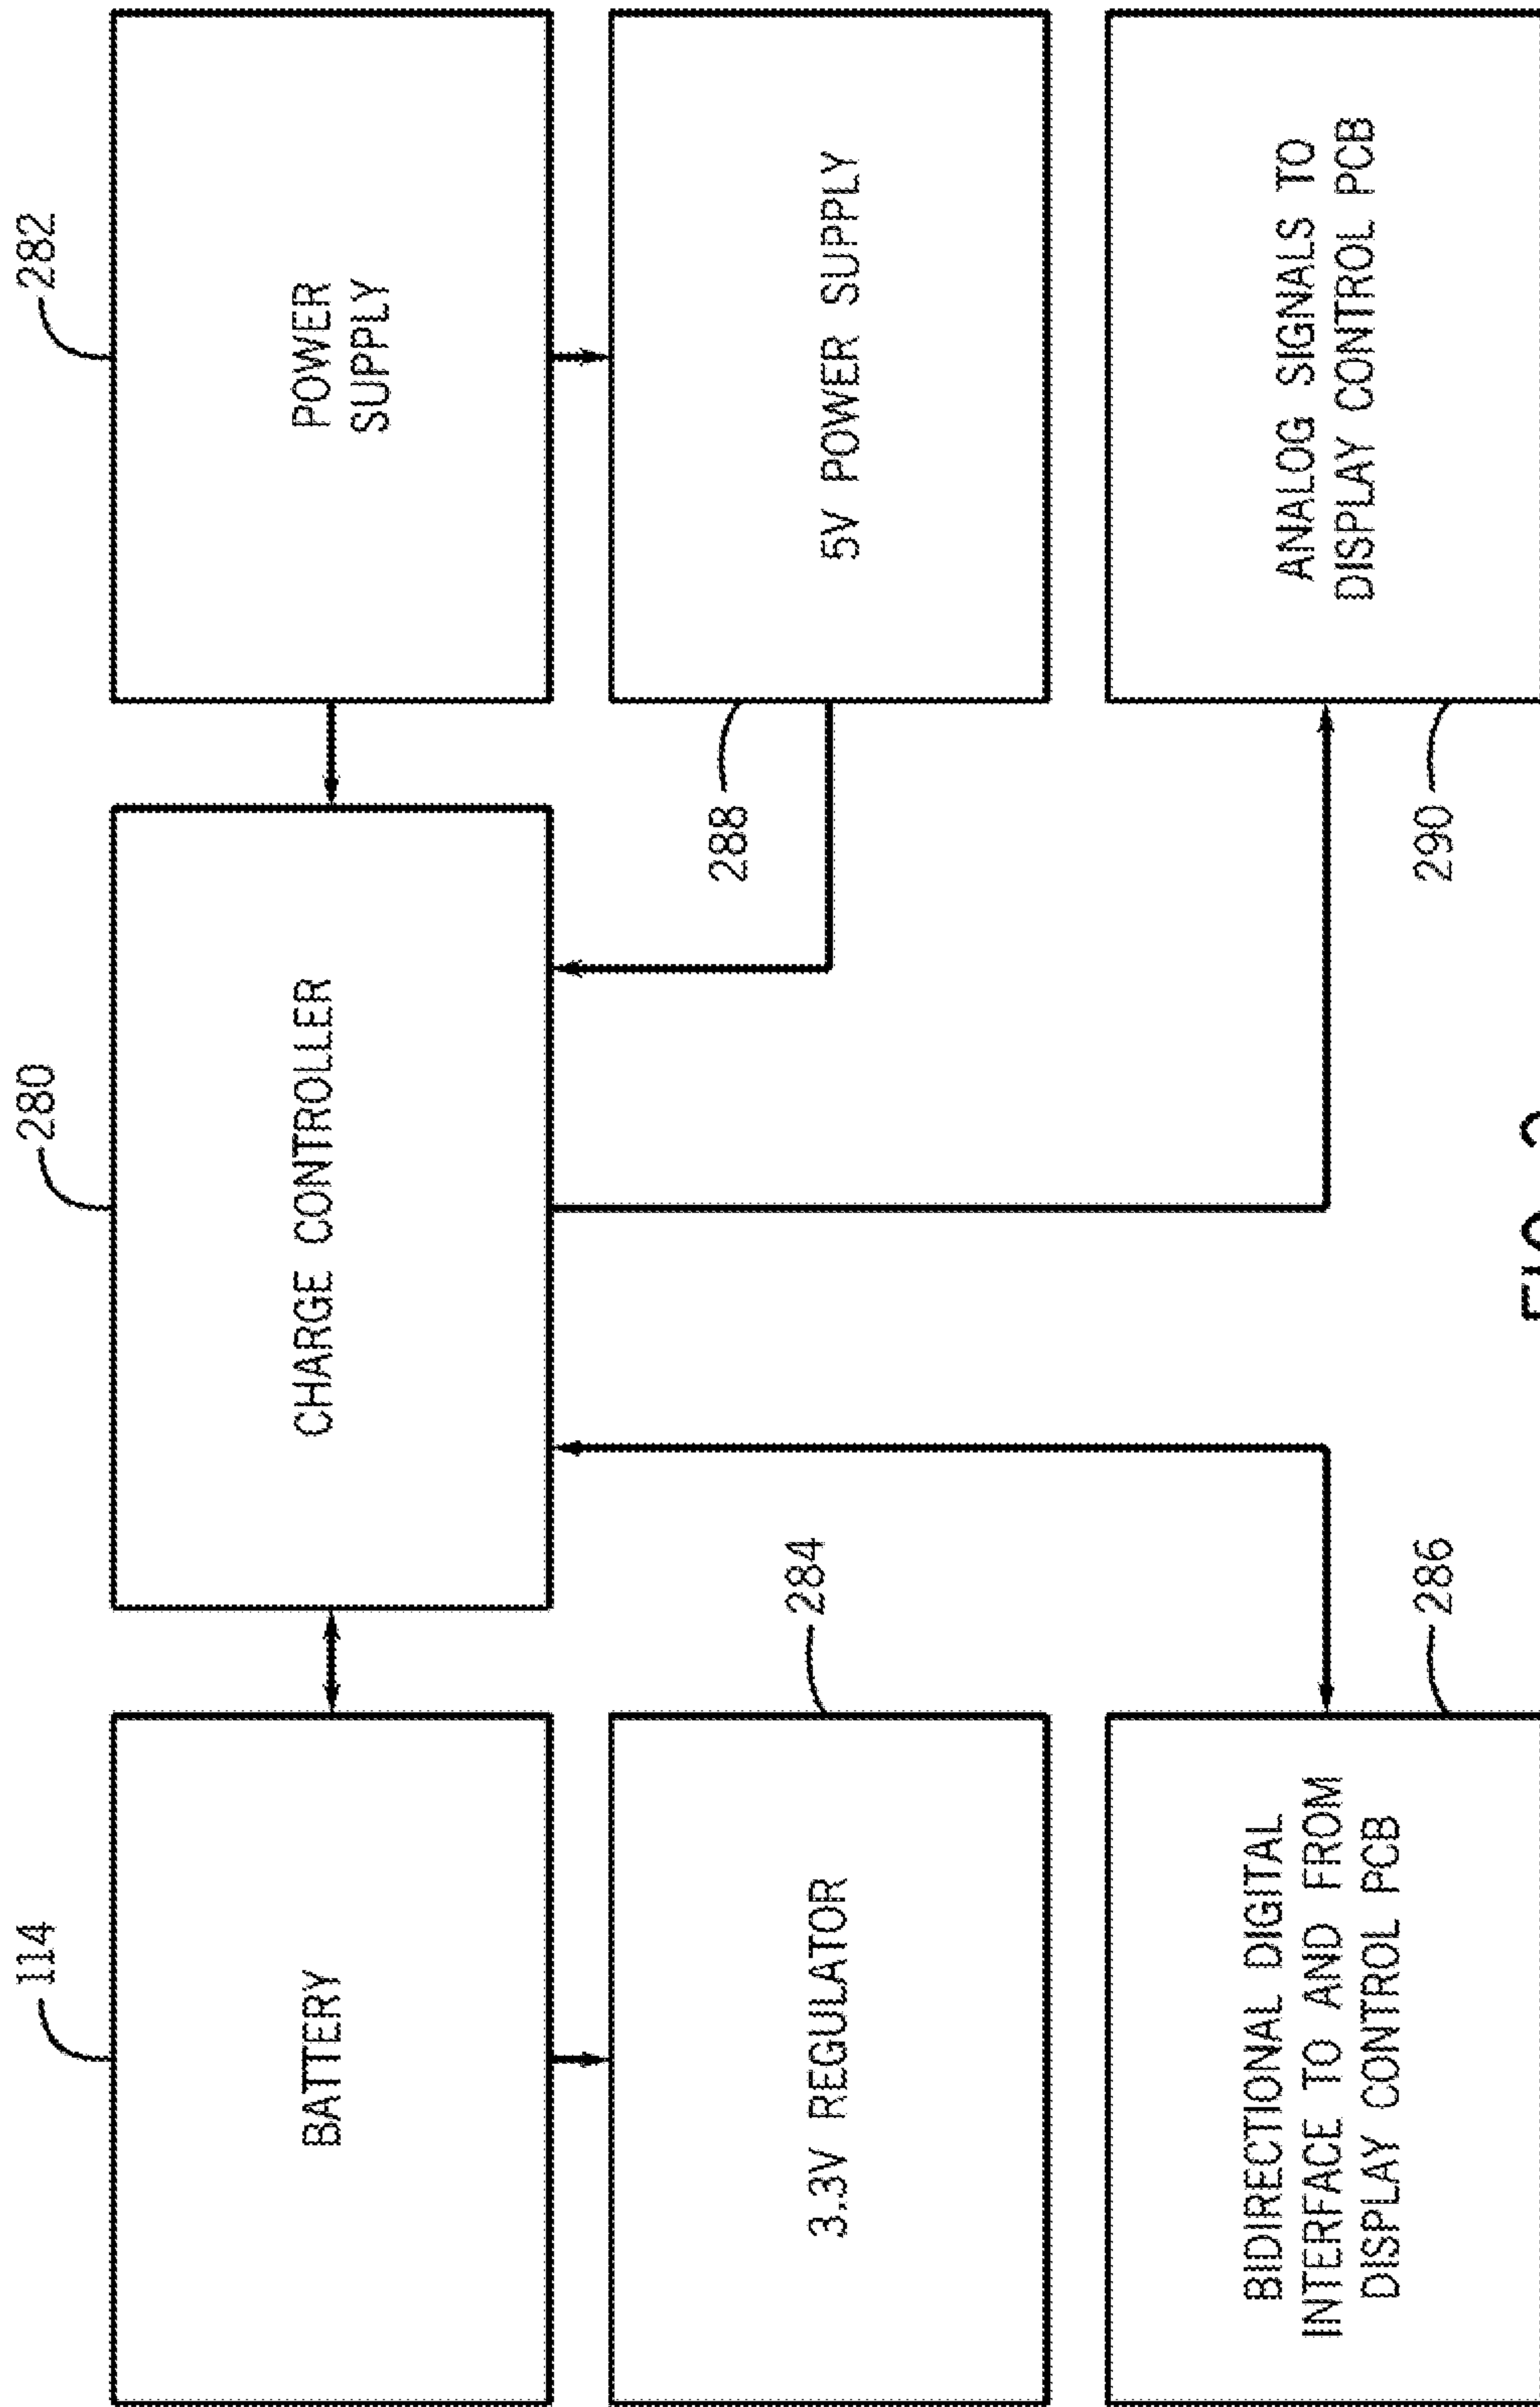 114
280
282
BATTERY
CHARGE CONTROLLER
POWER
SUPPLY
284
288
3.3V REGULATOR
5V POWER SUPPLY
286
290
BIDIRECTIONAL DIGITAL
INTERFACE TO AND FROM
DISPLAY CONTROL PCB
ANALOG SIGNALS TO
DISPLAY CONTROL PCB